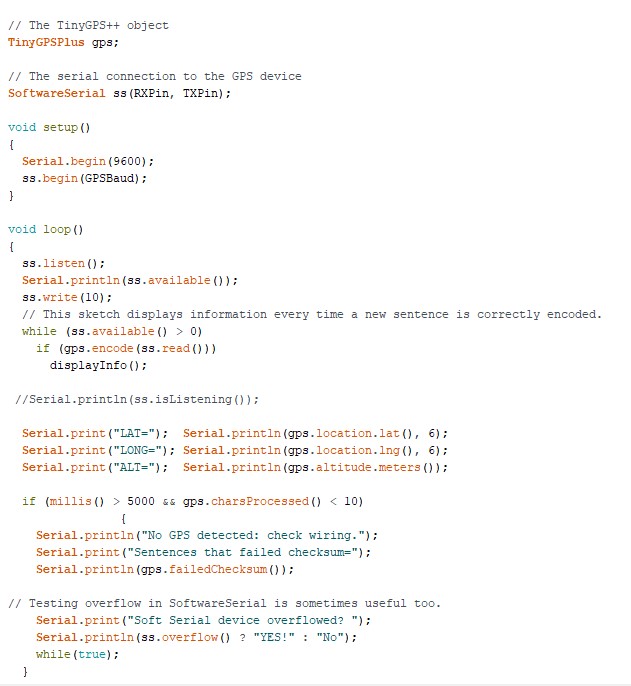 // The TinyGPS++ object
TinyGPSPlus gps;
// The serial connection to the GPS device
SoftwareSerial ss(RXPin, TXPin);
void setup()
{
Serial.begin(9600);
ss.begin(GPSBaud);
}
void loop()
{
ss.listen();
Serial.println(ss.available());
ss.write(10);
// This sketch displays information every time a new sentence is correctly encoded.
while (ss.available() > 0)
if (gps.encode(ss.read()))
displayInfo();
//Serial.println(ss.isListening());
Serial.print("LAT="); Serial.println(gps.location.lat(), 6);
Serial.print("LONG="); Serial.println(gps.location.lng(), 6);
Serial.print("ALT="); Serial.println(gps.altitude.meters());
if (millis() > 5000 && gps.charsProcessed() < 10)
{
Serial.println("No GPS detected: check wiring.");
Serial.print("Sentences that failed checksum=");
Serial.println(gps.failedChecksum());
// Testing overflow in SoftwareSerial is sometimes useful too.
Serial.print("Soft Serial device overflowed? ");
Serial.println(ss.overflow() ? "YES!" : "No");
while(true);
}